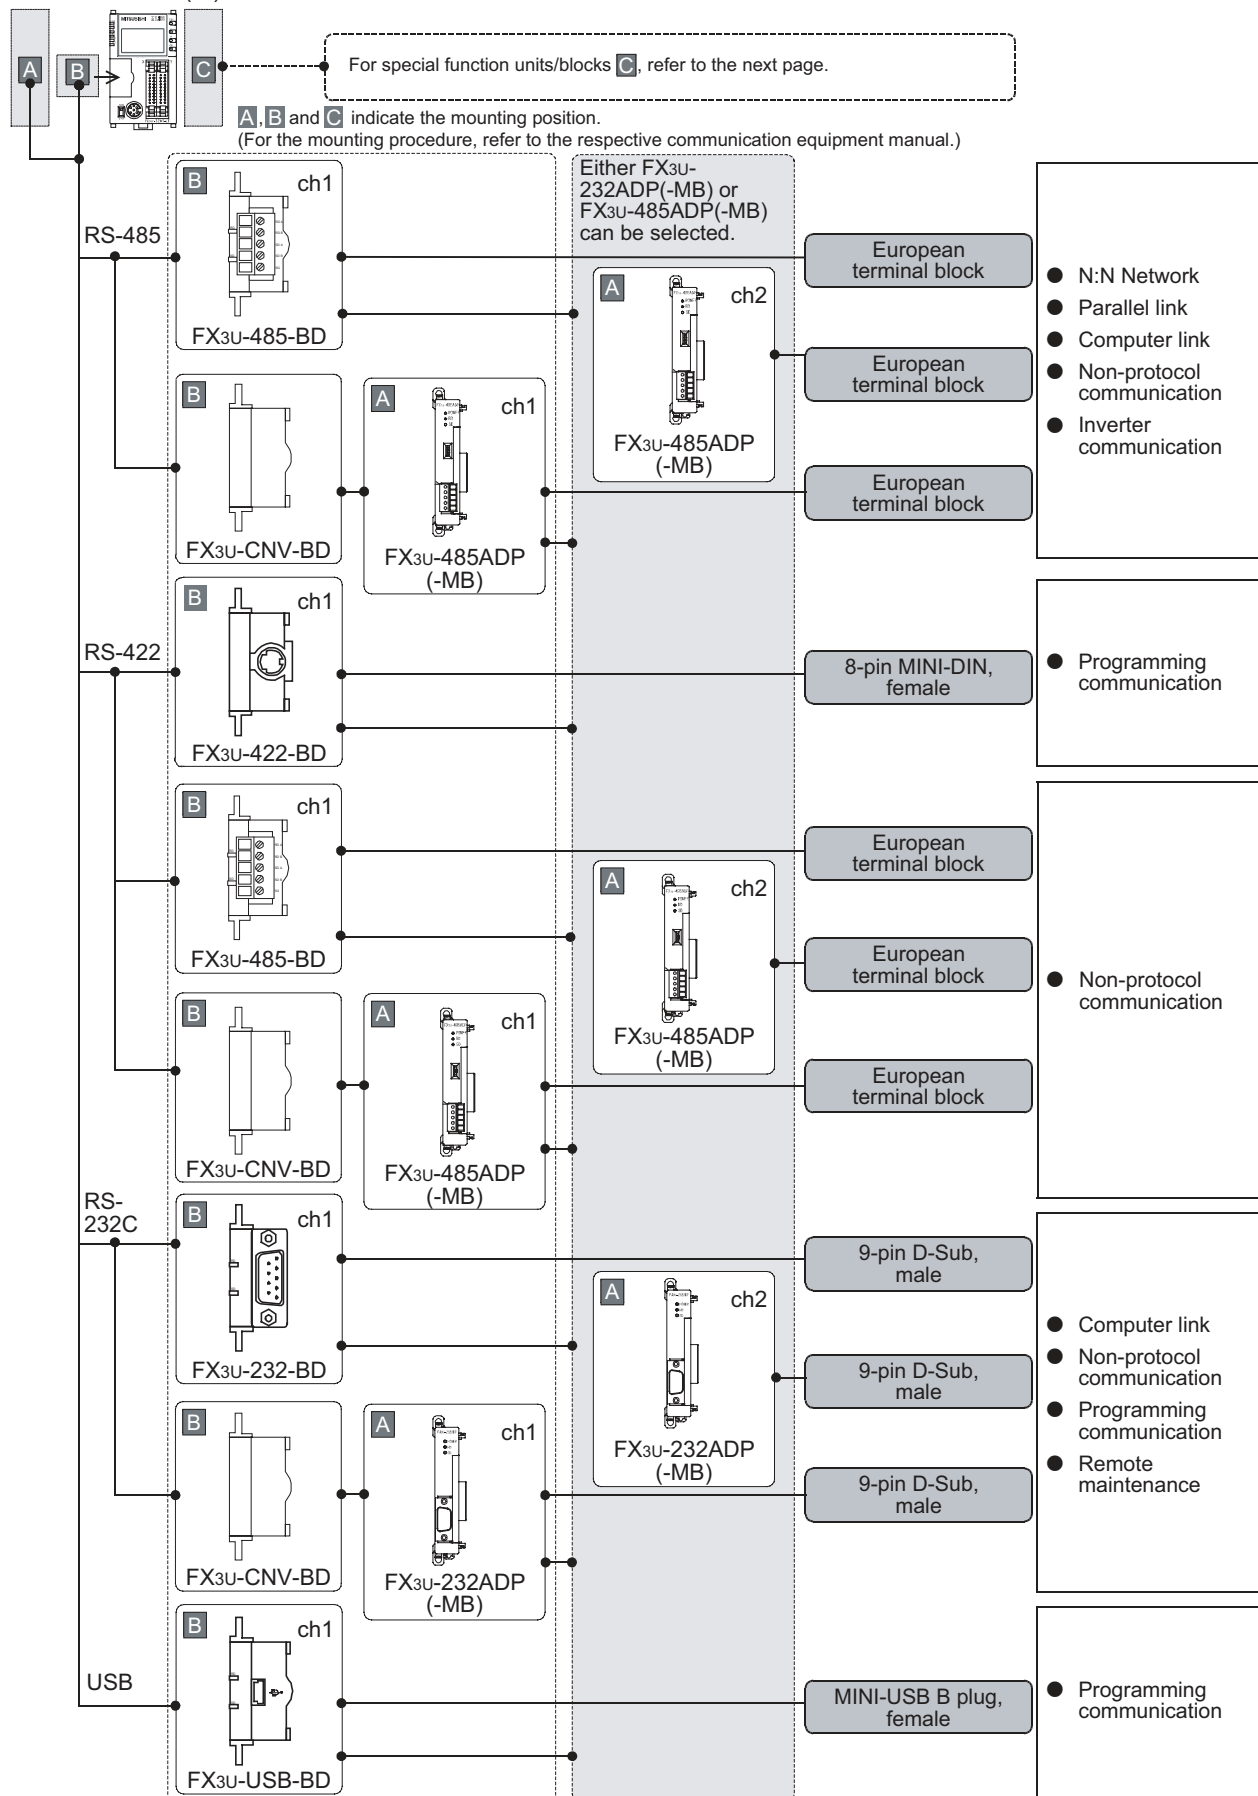 MITSUBISHI
A
B
C
For special function units/blocks C, refer to the next page.
A, B and C indicate the mounting position.
(For the mounting procedure, refer to the respective communication equipment manual.)
Either FX3U-
232ADP(-MB) or
FX3U-485ADP(-MB)
can be selected.
RS-485
B
ch1
FX3U-485-BD
European
terminal block
A
ch2
FX3U-485ADP
(-MB)
European
terminal block
B
FX3U-CNV-BD
A
ch1
FX3U-485ADP
(-MB)
European
terminal block
● N:N Network
● Parallel link
● Computer link
● Non-protocol
communication
● Inverter
communication
RS-422
B
ch1
FX3U-422-BD
8-pin MINI-DIN,
female
● Programming
communication
B
ch1
FX3U-485-BD
European
terminal block
A
ch2
FX3U-485ADP
(-MB)
European
terminal block
B
FX3U-CNV-BD
A
ch1
FX3U-485ADP
(-MB)
European
terminal block
● Non-protocol
communication
RS-
232C
B
ch1
FX3U-232-BD
9-pin D-Sub,
male
A
ch2
FX3U-232ADP
(-MB)
9-pin D-Sub,
male
B
FX3U-CNV-BD
A
ch1
FX3U-232ADP
(-MB)
9-pin D-Sub,
male
● Computer link
● Non-protocol
communication
● Programming
communication
● Remote
maintenance
USB
B
ch1
FX3U-USB-BD
MINI-USB B plug,
female
● Programming
communication